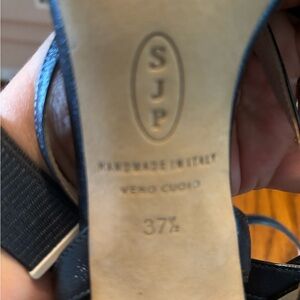 S
J
P
HANDMADE IN ITALY
VERO CUOIO
37½